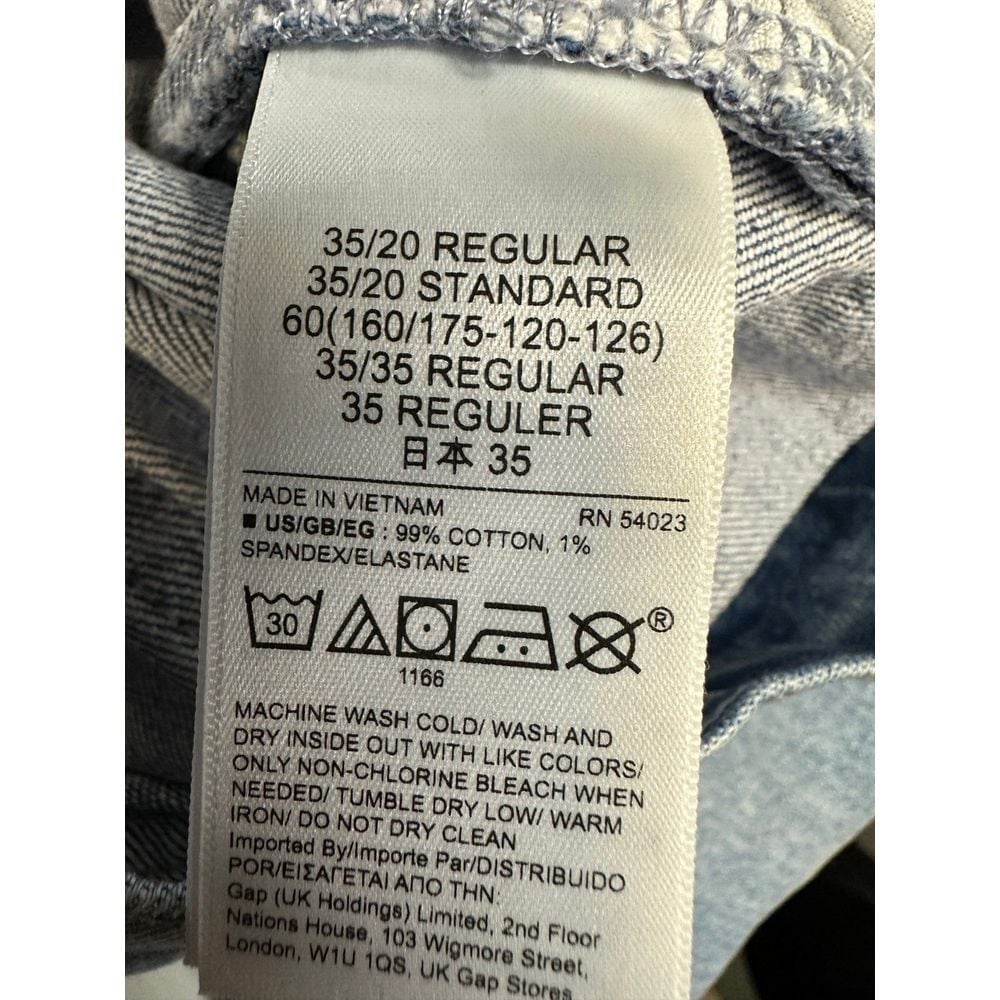 35/20 REGULAR
35/20 STANDARD
60(160/175-120-126)
35/35 REGULAR
35 REGULER
日本 35
MADE IN VIETNAM
RN 54023
■ US/GB/EG : 99% COTTON, 1%
SPANDEX/ELASTANE
30
®
1166
MACHINE WASH COLD/ WASH AND
DRY INSIDE OUT WITH LIKE COLORS/
ONLY NON-CHLORINE BLEACH WHEN
NEEDED/ TUMBLE DRY LOW/ WARM
IRON/ DO NOT DRY CLEAN
Imported By/Importe Par/DISTRIBUIDO
POR/ΕΙΣΑΓΕΤΑΙ ΑΠΟ ΤΗΝ:
Gap (UK Holdings) Limited, 2nd Floor
Nations House, 103 Wigmore Street,
London, W1U 1QS, UK Gap Stores